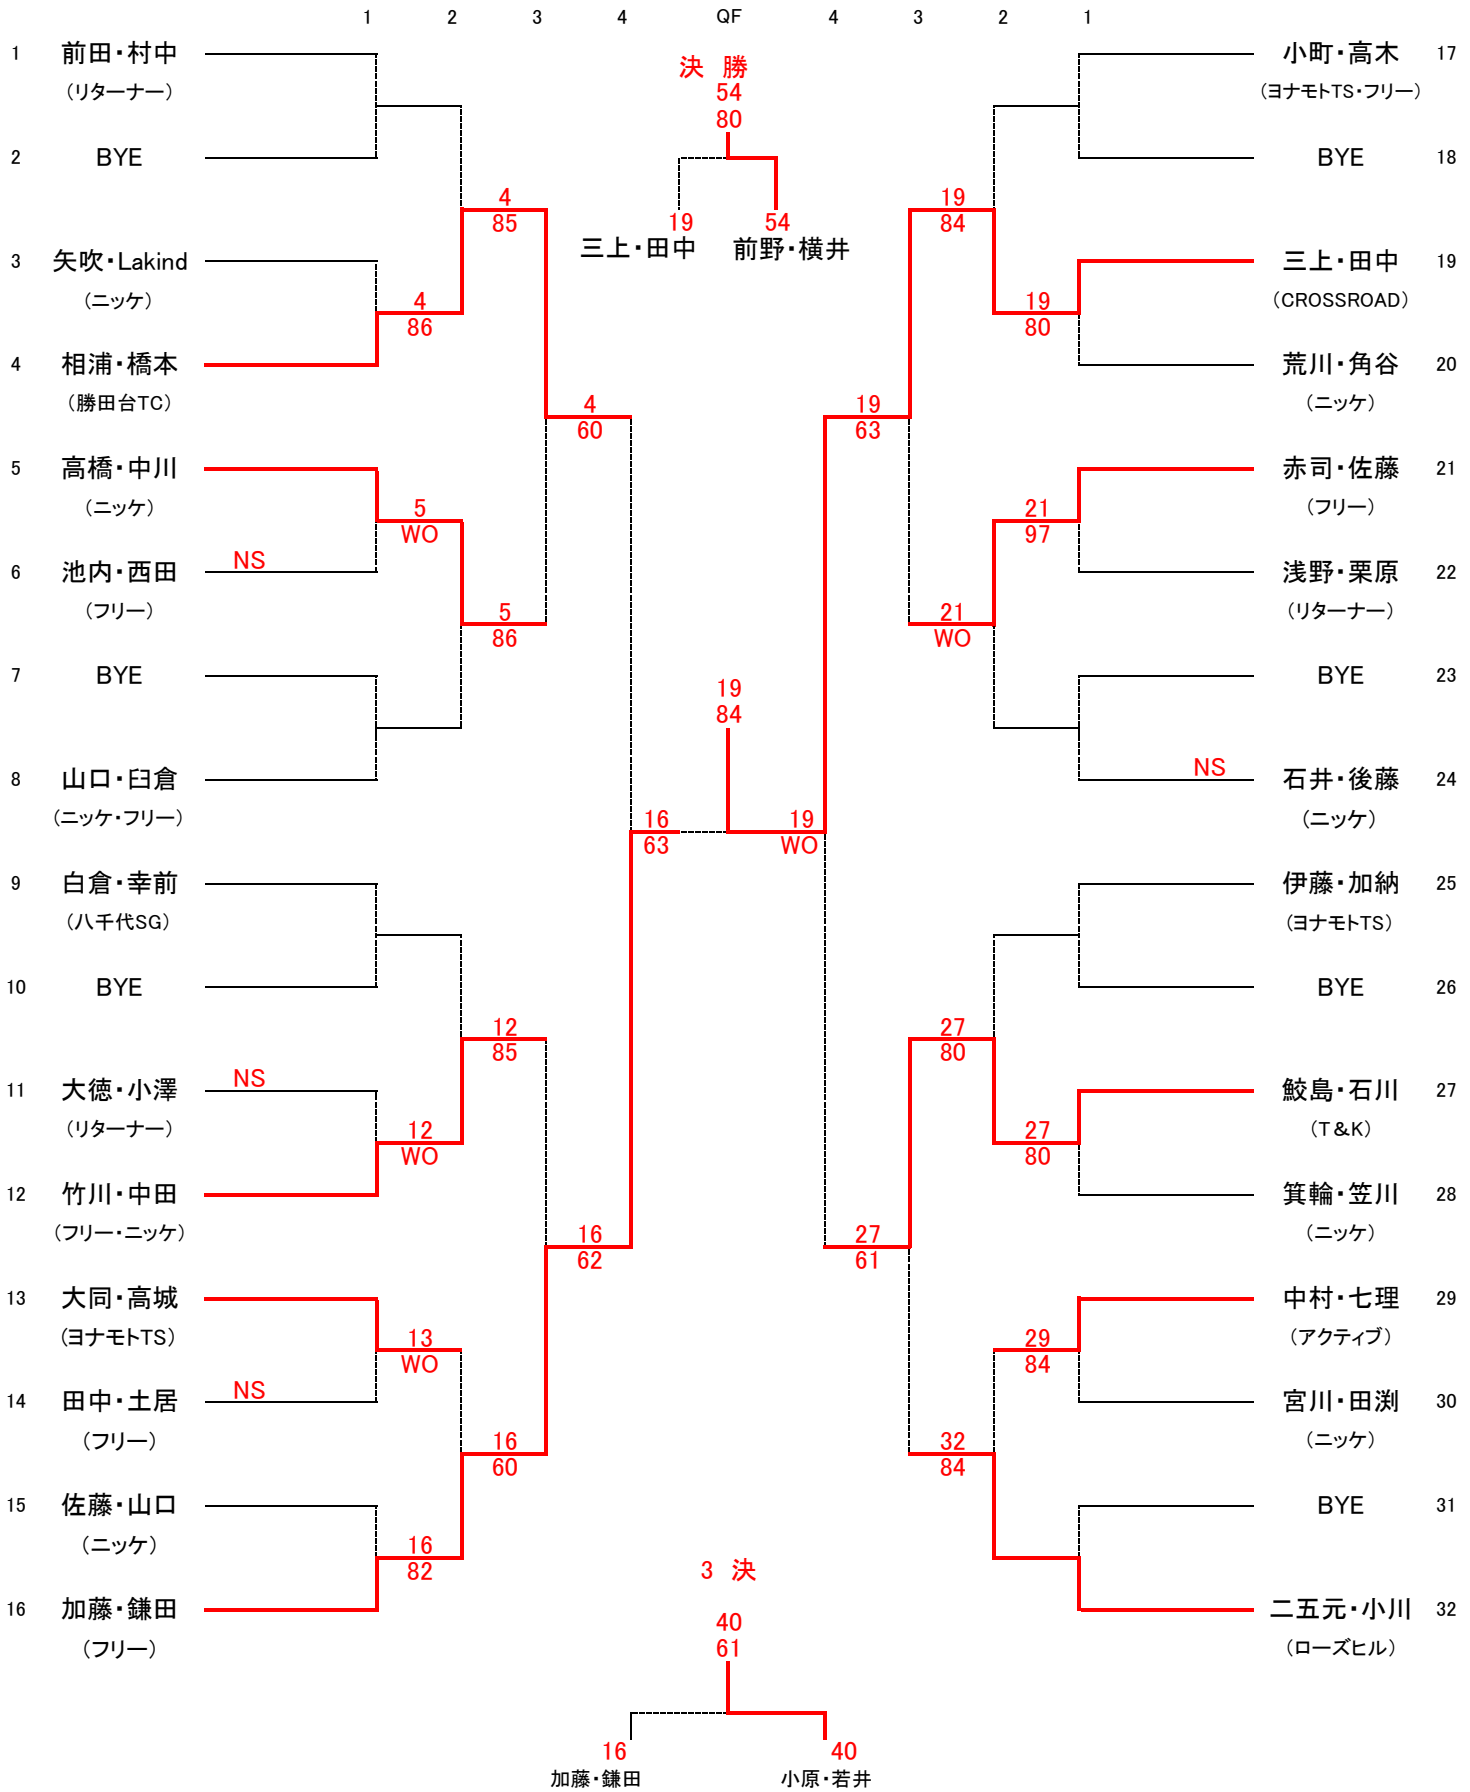 1 2 3 4 QF 4 3 2 1
1 前田・村中
(リターナー)
2 BYE
3 矢吹・Lakind
(ニッケ)
4 相浦・橋本
(勝田台TC)
5 高橋・中川
(ニッケ)
6 池内・西田 NS
(フリー)
7 BYE
8 山口・臼倉
(ニッケ・フリー)
9 白倉・幸前
(八千代SG)
10 BYE
11 大徳・小澤 NS
(リターナー)
12 竹川・中田
(フリー・ニッケ)
13 大同・高城
(ヨナモトTS)
14 田中・土居 NS
(フリー)
15 佐藤・山口
(ニッケ)
16 加藤・鎌田
(フリー)
4
86
5
WO
12
WO
13
WO
16
82
4
85
5
86
12
85
16
60
4
60
16
62
16
63
決 勝
54
80
19 54
三上・田中 前野・横井
19
84
19
WO
19
63
27
61
19
84
21
WO
27
80
32
84
19
80
21
97
27
80
29
84
小町・高木 17
(ヨナモトTS・フリー)
BYE 18
三上・田中 19
(CROSSROAD)
荒川・角谷 20
(ニッケ)
赤司・佐藤 21
(フリー)
浅野・栗原 22
(リターナー)
BYE 23
NS 石井・後藤 24
(ニッケ)
伊藤・加納 25
(ヨナモトTS)
BYE 26
鮫島・石川 27
(T&K)
箕輪・笠川 28
(ニッケ)
中村・七理 29
(アクティブ)
宮川・田渕 30
(ニッケ)
BYE 31
二五元・小川 32
(ローズヒル)
3 決
40
61
16 40
加藤・鎌田 小原・若井